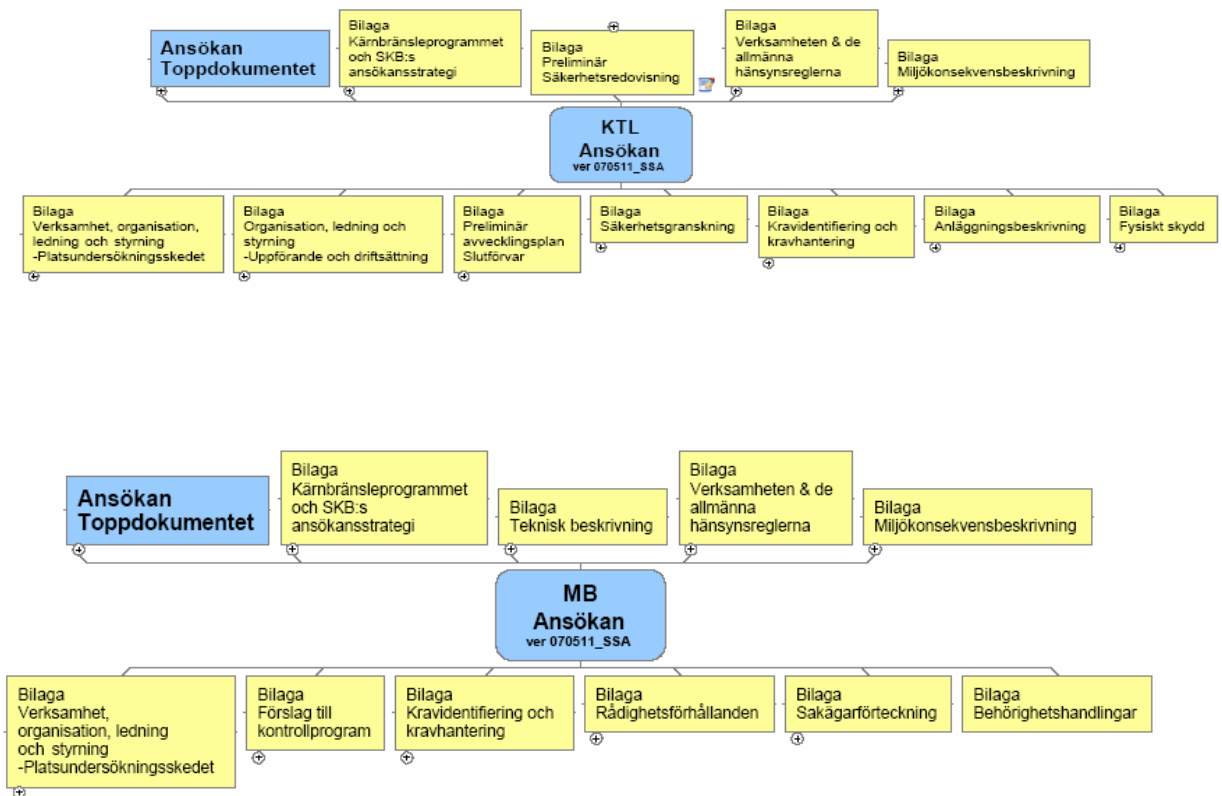 Ansökan
Toppdokumentet
Bilaga
Kärnbränsleprogrammet
och SKB:s
ansökansstrategi
Bilaga
Preliminär
Säkerhetsredovisning
Bilaga
Verksamheten & de
allmänna
hänsynsreglerna
Bilaga
Miljökonsekvensbeskrivning
KTL
Ansökan
ver 070511_SSA
Bilaga
Verksamhet, organisation,
ledning och styrning
-Platsundersökningsskedet
Bilaga
Organisation, ledning och
styrning
-Uppförande och driftsättning
Bilaga
Preliminär
avvecklingsplan
Slutförvar
Bilaga
Säkerhetsgranskning
Bilaga
Kravidentifiering och
kravhantering
Bilaga
Anläggningsbeskrivning
Bilaga
Fysiskt skydd
Ansökan
Toppdokumentet
Bilaga
Kärnbränsleprogrammet
och SKB:s
ansökansstrategi
Bilaga
Teknisk beskrivning
Bilaga
Verksamheten & de
allmänna
hänsynsreglerna
Bilaga
Miljökonsekvensbeskrivning
MB
Ansökan
ver 070511_SSA
Bilaga
Verksamhet,
organisation, ledning
och styrning
-Platsundersökningsskedet
Bilaga
Förslag till
kontrollprogram
Bilaga
Kravidentifiering och
kravhantering
Bilaga
Rådighetsförhållanden
Bilaga
Sakägarförteckning
Bilaga
Behörighetshandlingar